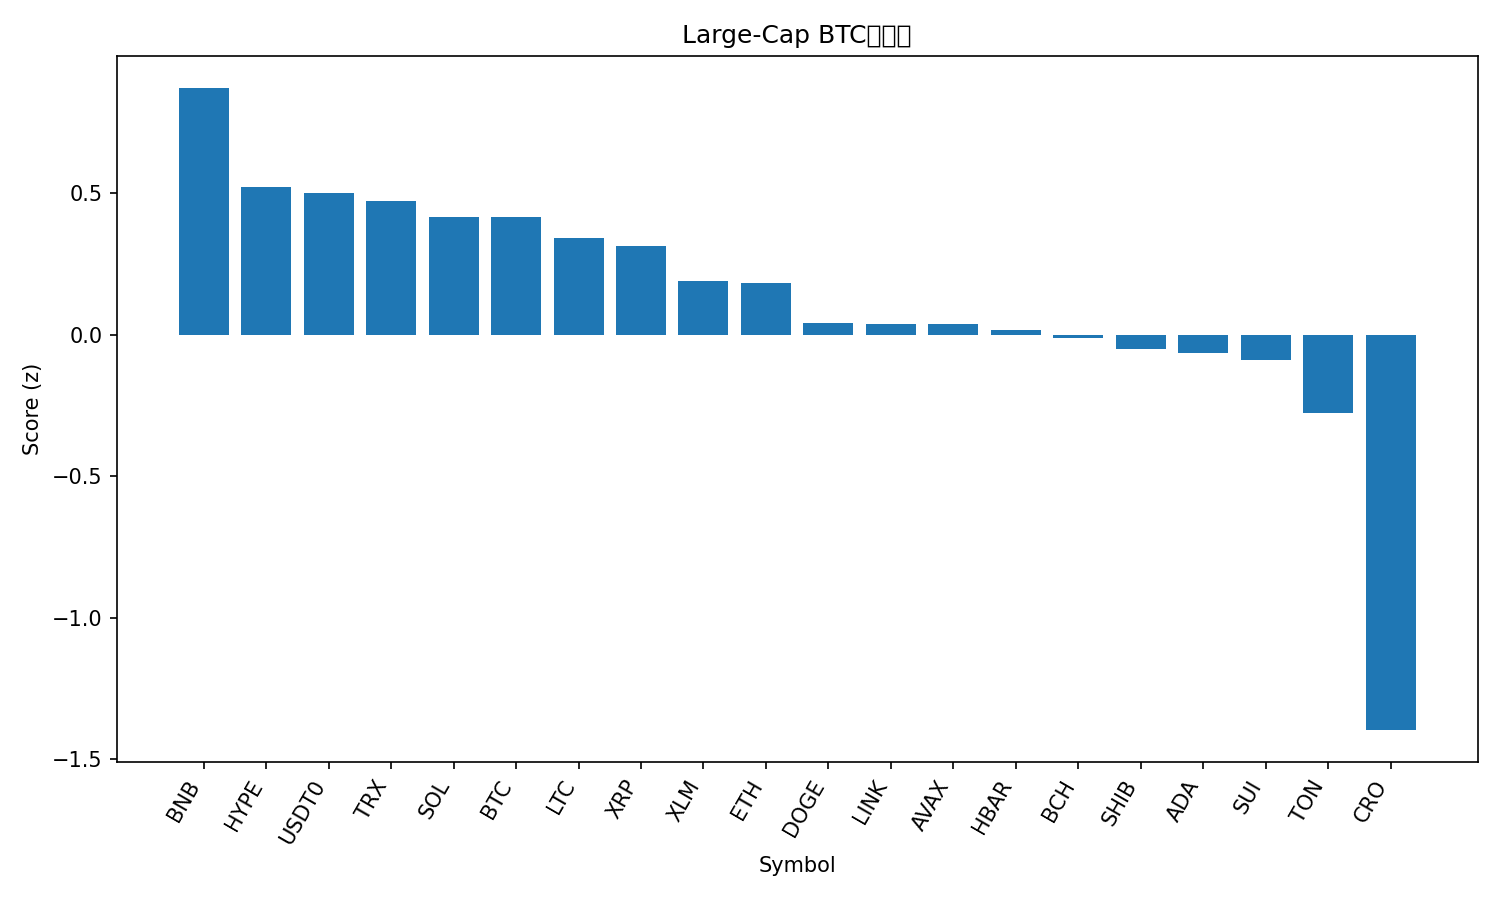 Large-Cap BTC
0.5
0.0
−0.5
−1.0
−1.5
Score (z)
BNB
HYPE
USDT0
TRX
SOL
BTC
LTC
XRP
XLM
ETH
DOGE
LINK
AVAX
HBAR
BCH
SHIB
ADA
SUI
TON
CRO
Symbol